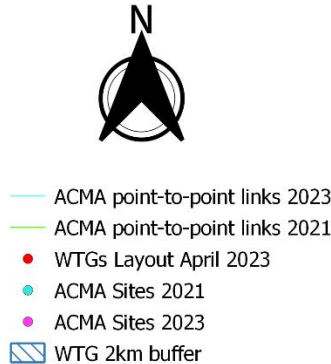 N
ACMA point-to-point links 2023
ACMA point-to-point links 2021
WTGs Layout April 2023
ACMA Sites 2021
ACMA Sites 2023
WTG 2km buffer